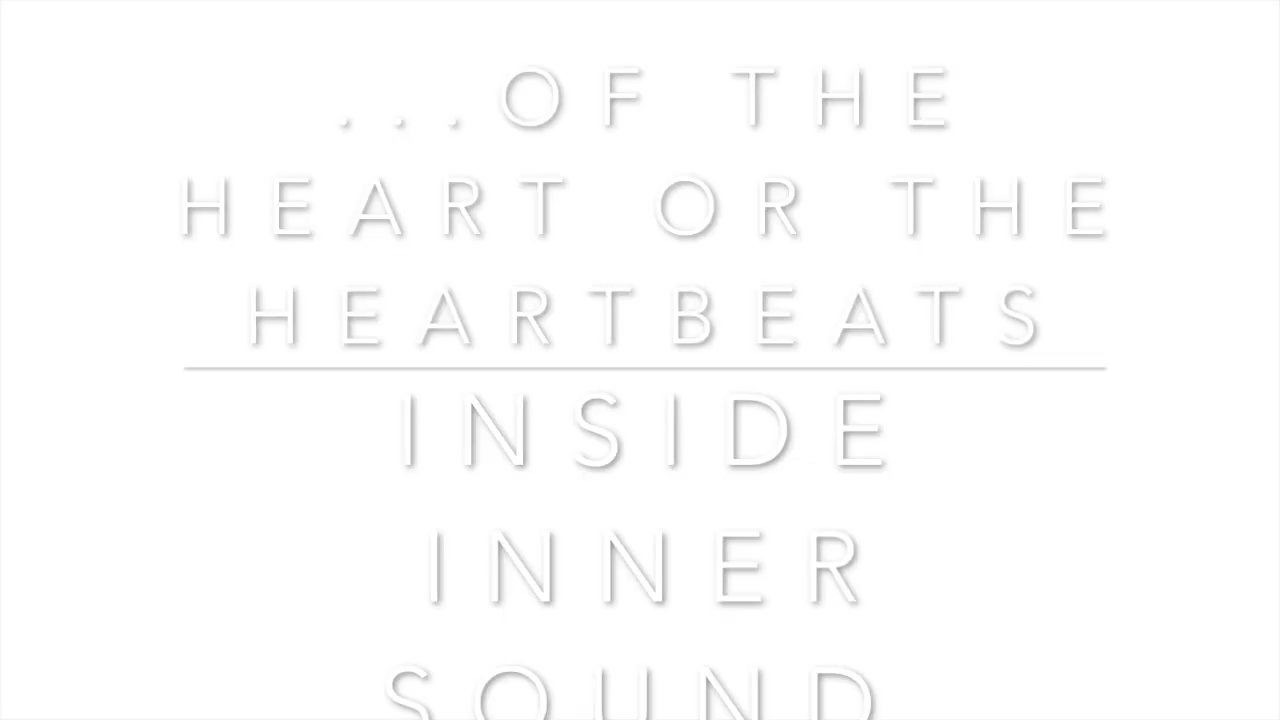 ...OF THE
HEART OR THE
HEARTBEATS
INSIDE
INNER
SOUND